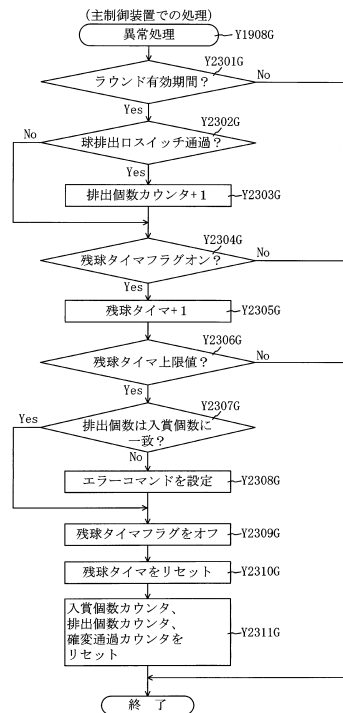 (主制御装置での処理)
異常処理
Y1908G
ラウンド有効期間？
Y2301G
No
Yes
球排出口スイッチ通過？
Y2302G
No
Yes
排出個数カウンタ+1
Y2303G
残球タイマフラグオン？
Y2304G
No
Yes
残球タイマ+1
Y2305G
残球タイマ上限値？
Y2306G
No
Yes
排出個数は入賞個数に
一致？
Y2307G
Yes
No
エラーコマンドを設定
Y2308G
残球タイマフラグをオフ
Y2309G
残球タイマをリセット
Y2310G
入賞個数カウンタ、
排出個数カウンタ、
確変通過カウンタを
リセット
Y2311G
終了